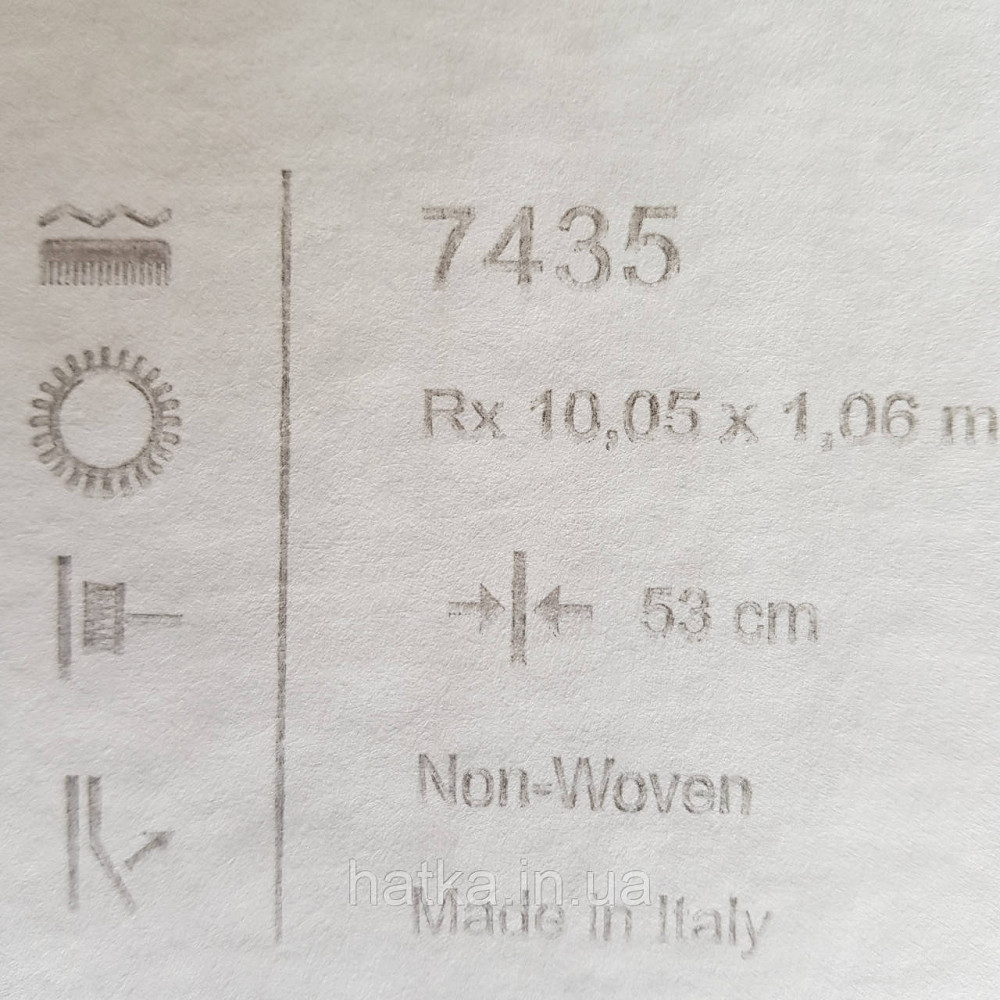 7435
Rx 10,05 x 1,06 m
53 cm
Non-Woven
hatka.in.ua
Made in Italy